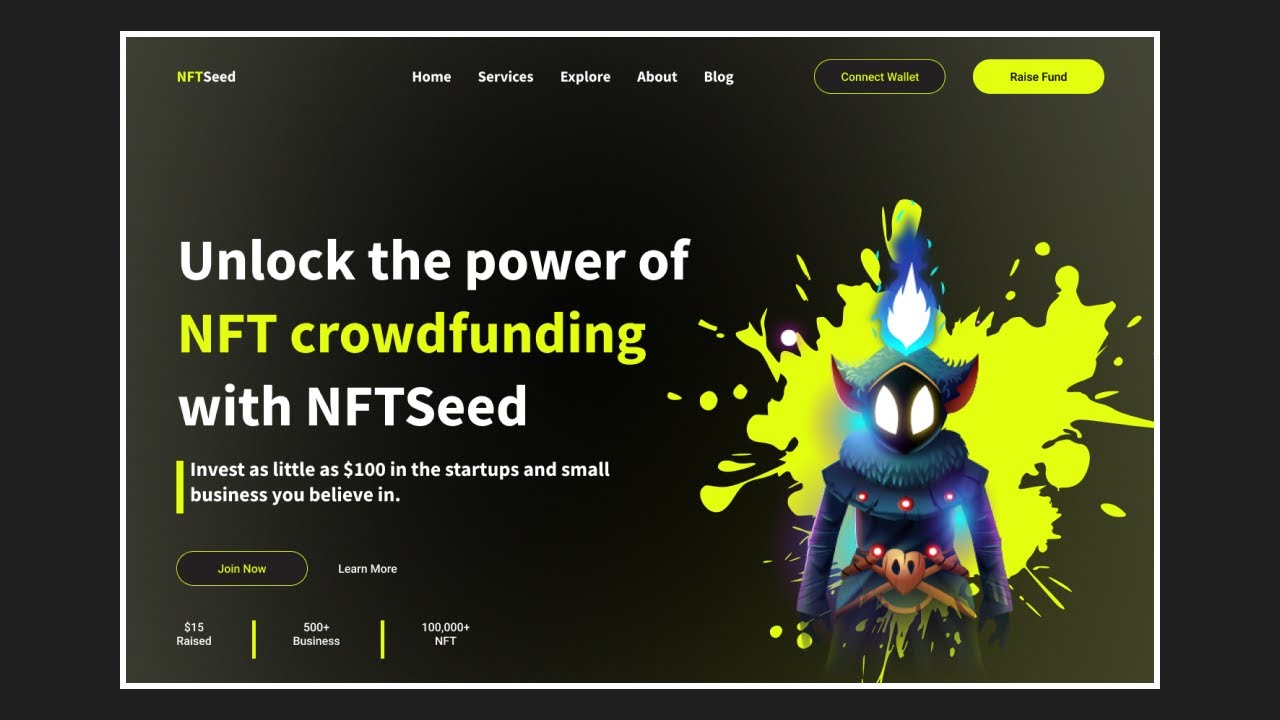 NFTSeed
Home Services Explore About Blog
Connect Wallet
Raise Fund
Unlock the power of
NFT crowdfunding
with NFTSeed
Invest as little as $100 in the startups and small
business you believe in.
Join Now
Learn More
$15
Raised
500+
Business
100,000+
NFT